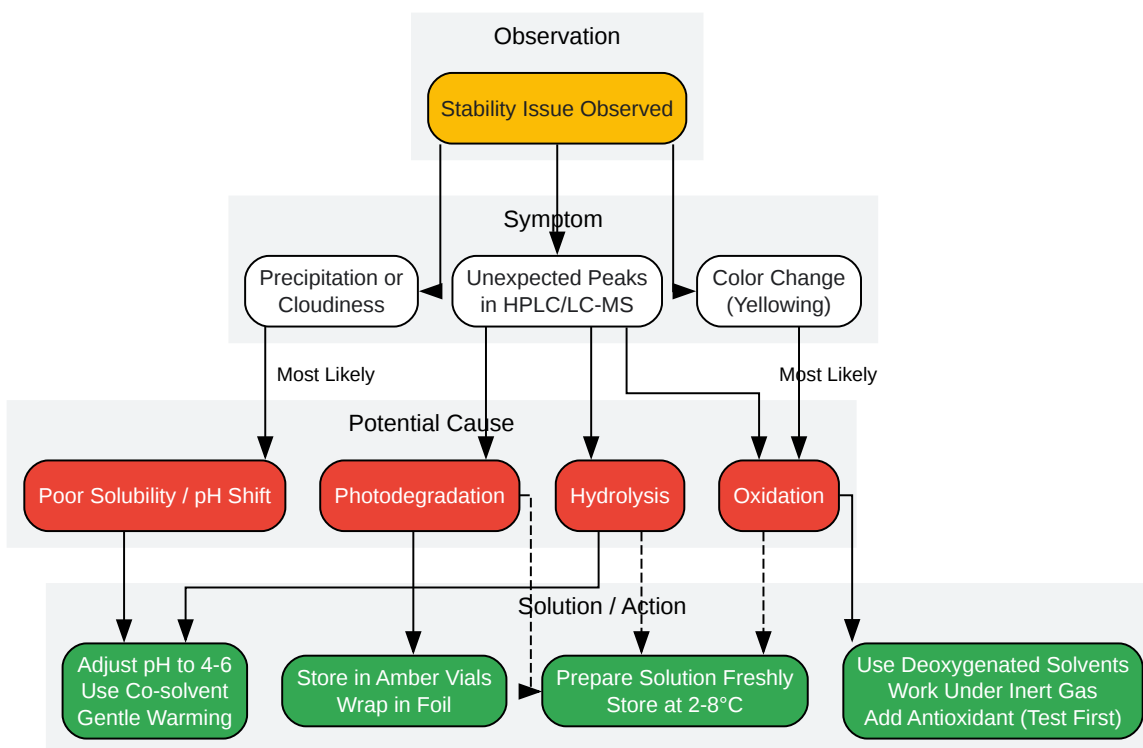 Observation
Stability Issue Observed
Symptom
Precipitation or
Cloudiness
Unexpected Peaks
in HPLC/LC-MS
Color Change
(Yellowing)
Most Likely
Most Likely
Potential Cause
Poor Solubility / pH Shift
Photodegradation
Hydrolysis
Oxidation
Solution / Action
Adjust pH to 4-6
Use Co-solvent
Gentle Warming
Store in Amber Vials
Wrap in Foil
Prepare Solution Freshly
Store at 2-8°C
Use Deoxygenated Solvents
Work Under Inert Gas
Add Antioxidant (Test First)